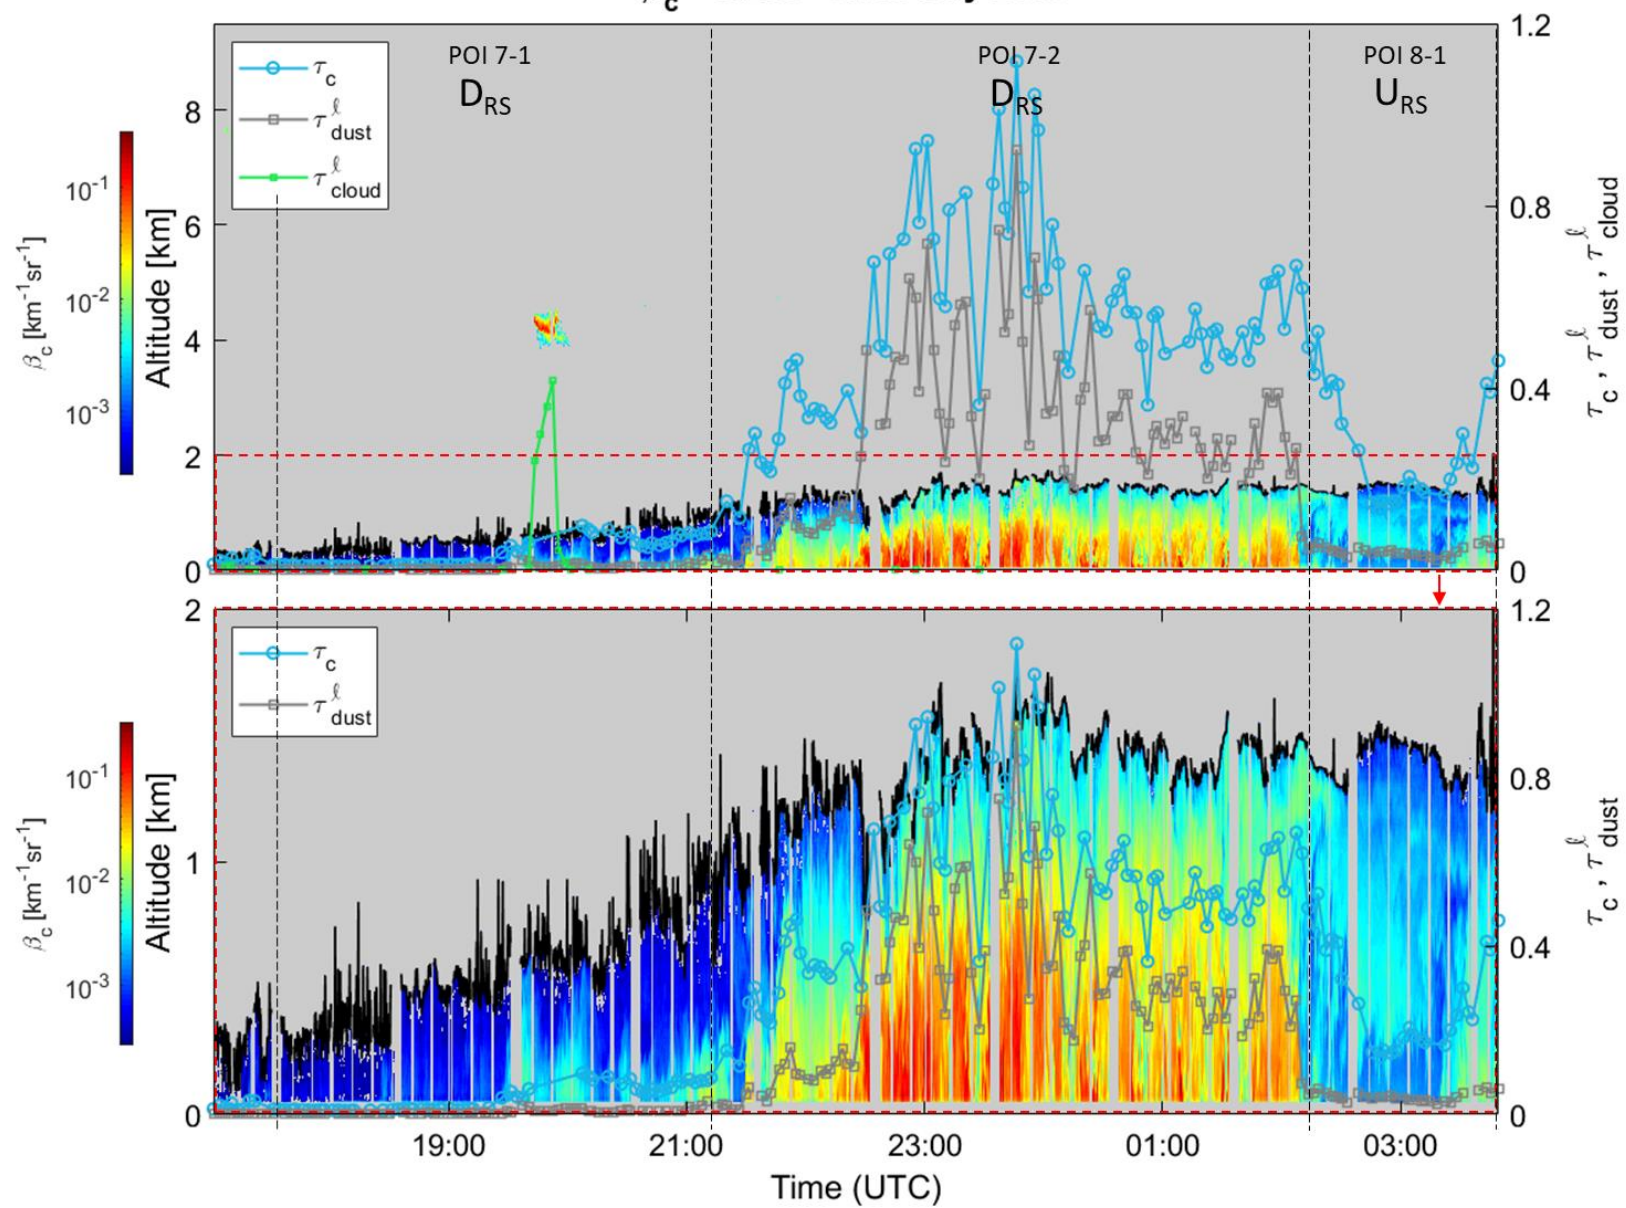 POI 7-1
D_RS
POI 7-2
D_RS
POI 8-1
U_RS
τ_c
τ^ℓ_dust
τ^ℓ_cloud
β_c [km^-1 sr^-1]
10^-1
10^-2
10^-3
Altitude [km]
8
6
4
2
0
1.2
0.8
0.4
0
τ_c , τ^ℓ_dust , τ^ℓ_cloud
τ_c
τ^ℓ_dust
β_c [km^-1 sr^-1]
10^-1
10^-2
10^-3
Altitude [km]
2
1
0
1.2
0.8
0.4
0
τ_c , τ^ℓ_dust
19:00 21:00 23:00 01:00 03:00
Time (UTC)